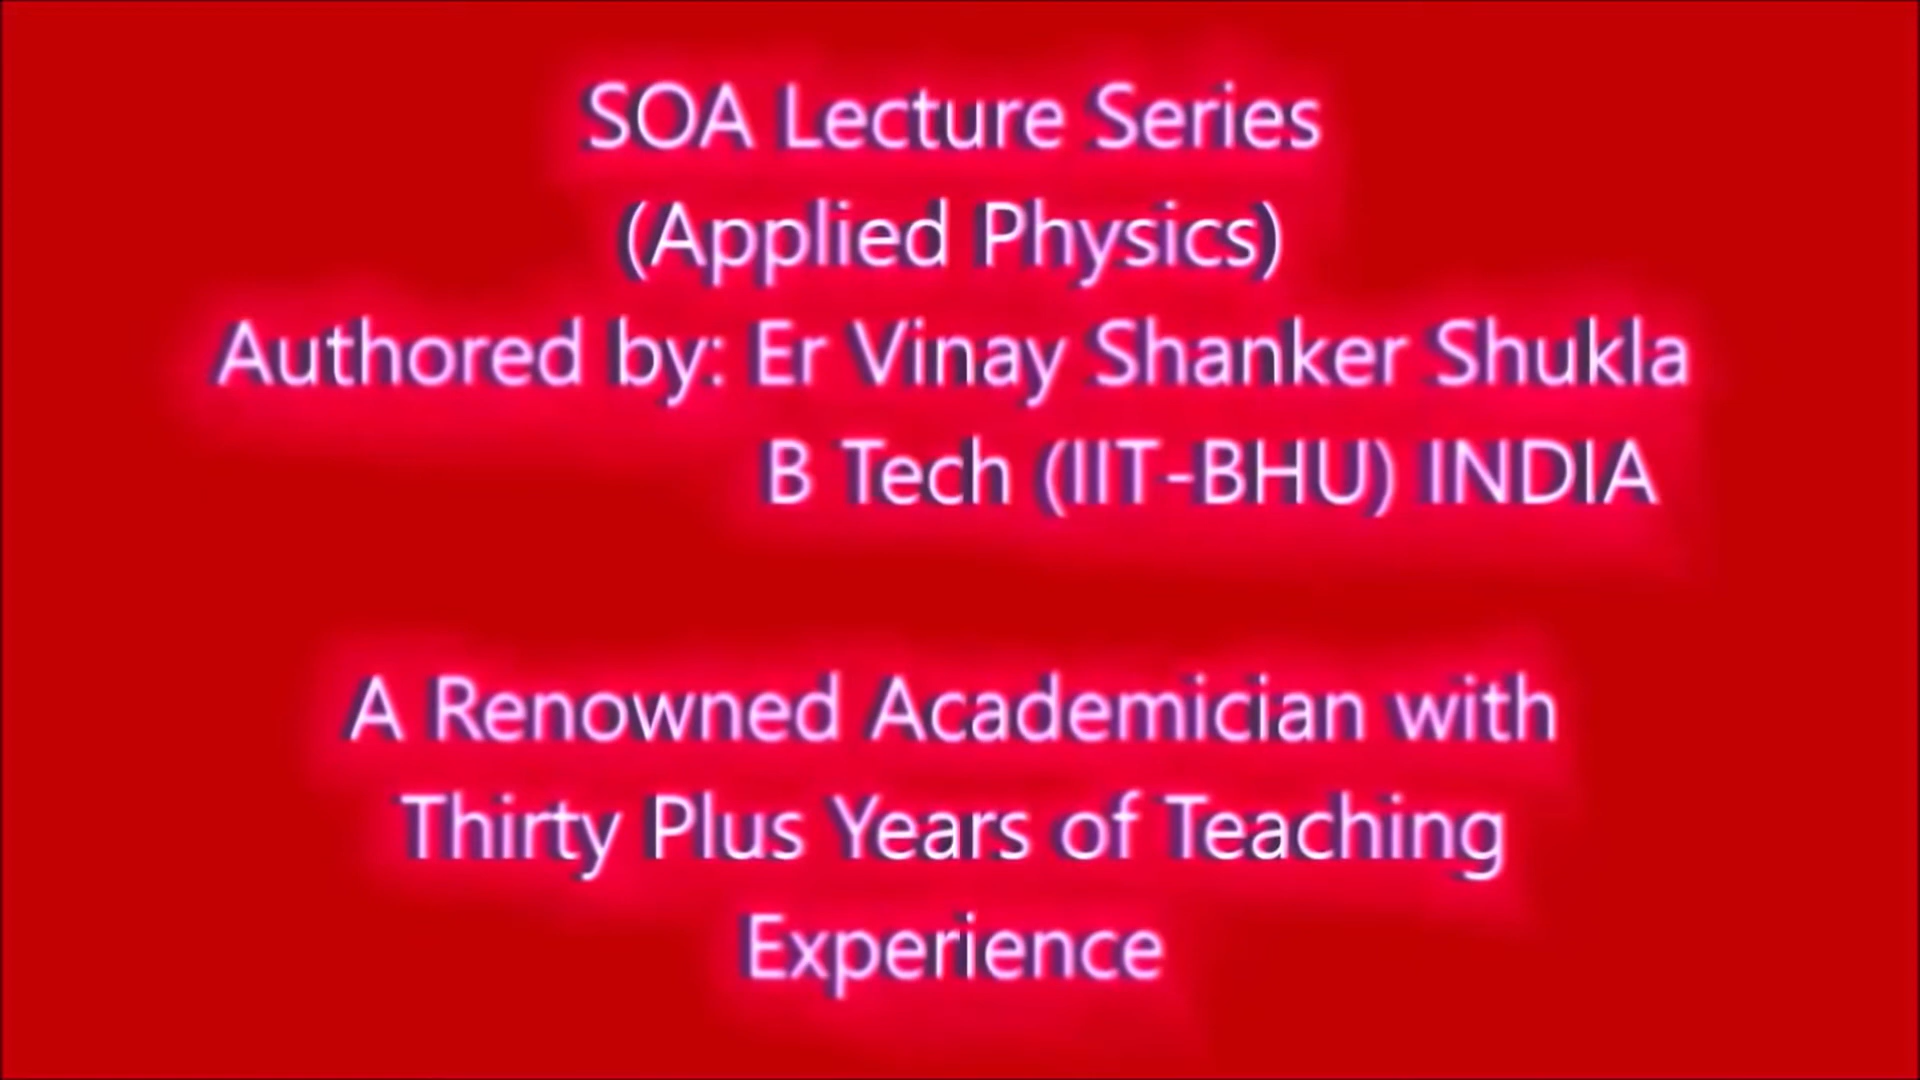 SOA Lecture Series
(Applied Physics)
Authored by: Er Vinay Shanker Shukla
B Tech (IIT-BHU) INDIA
A Renowned Academician with
Thirty Plus Years of Teaching
Experience